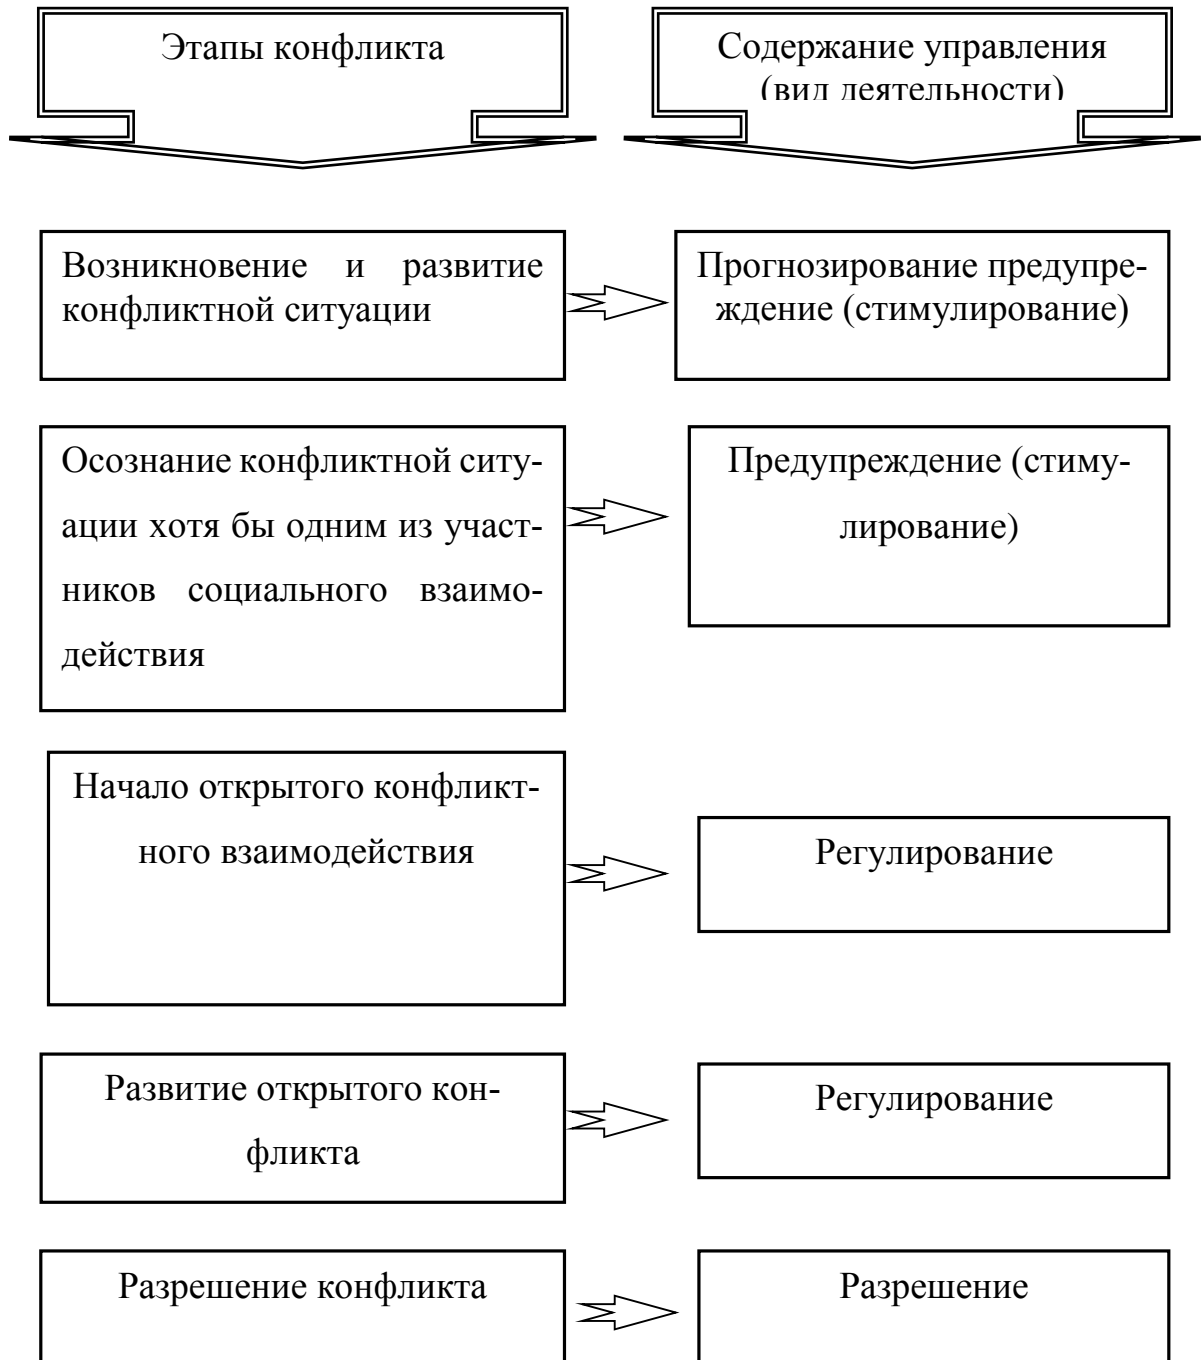 Этапы конфликта
Содержание управления
(вид деятельности)
Возникновение и развитие
конфликтной ситуации
Прогнозирование предупре-
ждение (стимулирование)
Осознание конфликтной ситу-
ации хотя бы одним из участ-
ников социального взаимо-
действия
Предупреждение (стиму-
лирование)
Начало открытого конфликт-
ного взаимодействия
Регулирование
Развитие открытого кон-
фликта
Регулирование
Разрешение конфликта
Разрешение